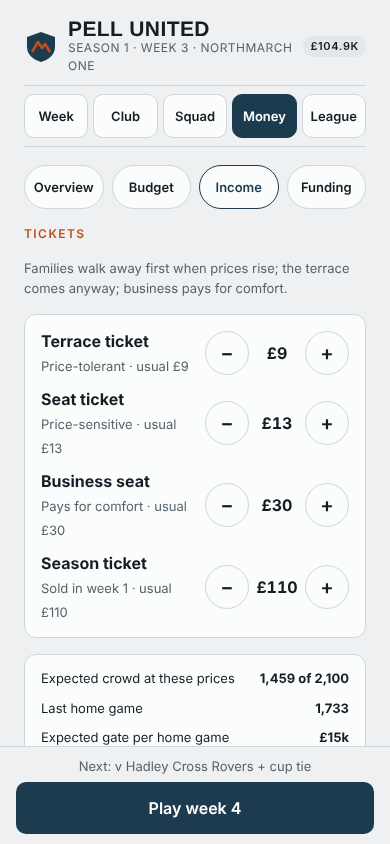 PELL UNITED
SEASON 1 · WEEK 3 · NORTHMARCH
ONE
£104.9K
Week
Club
Squad
Money
League
Overview
Budget
Income
Funding
TICKETS
Families walk away first when prices rise; the terrace
comes anyway; business pays for comfort.
Terrace ticket
Price-tolerant · usual £9
− £9 +
Seat ticket
Price-sensitive · usual
£13
− £13 +
Business seat
Pays for comfort · usual
£30
− £30 +
Season ticket
Sold in week 1 · usual
£110
− £110 +
Expected crowd at these prices 1,459 of 2,100
Last home game 1,733
Expected gate per home game £15k
Next: v Hadley Cross Rovers + cup tie
Play week 4